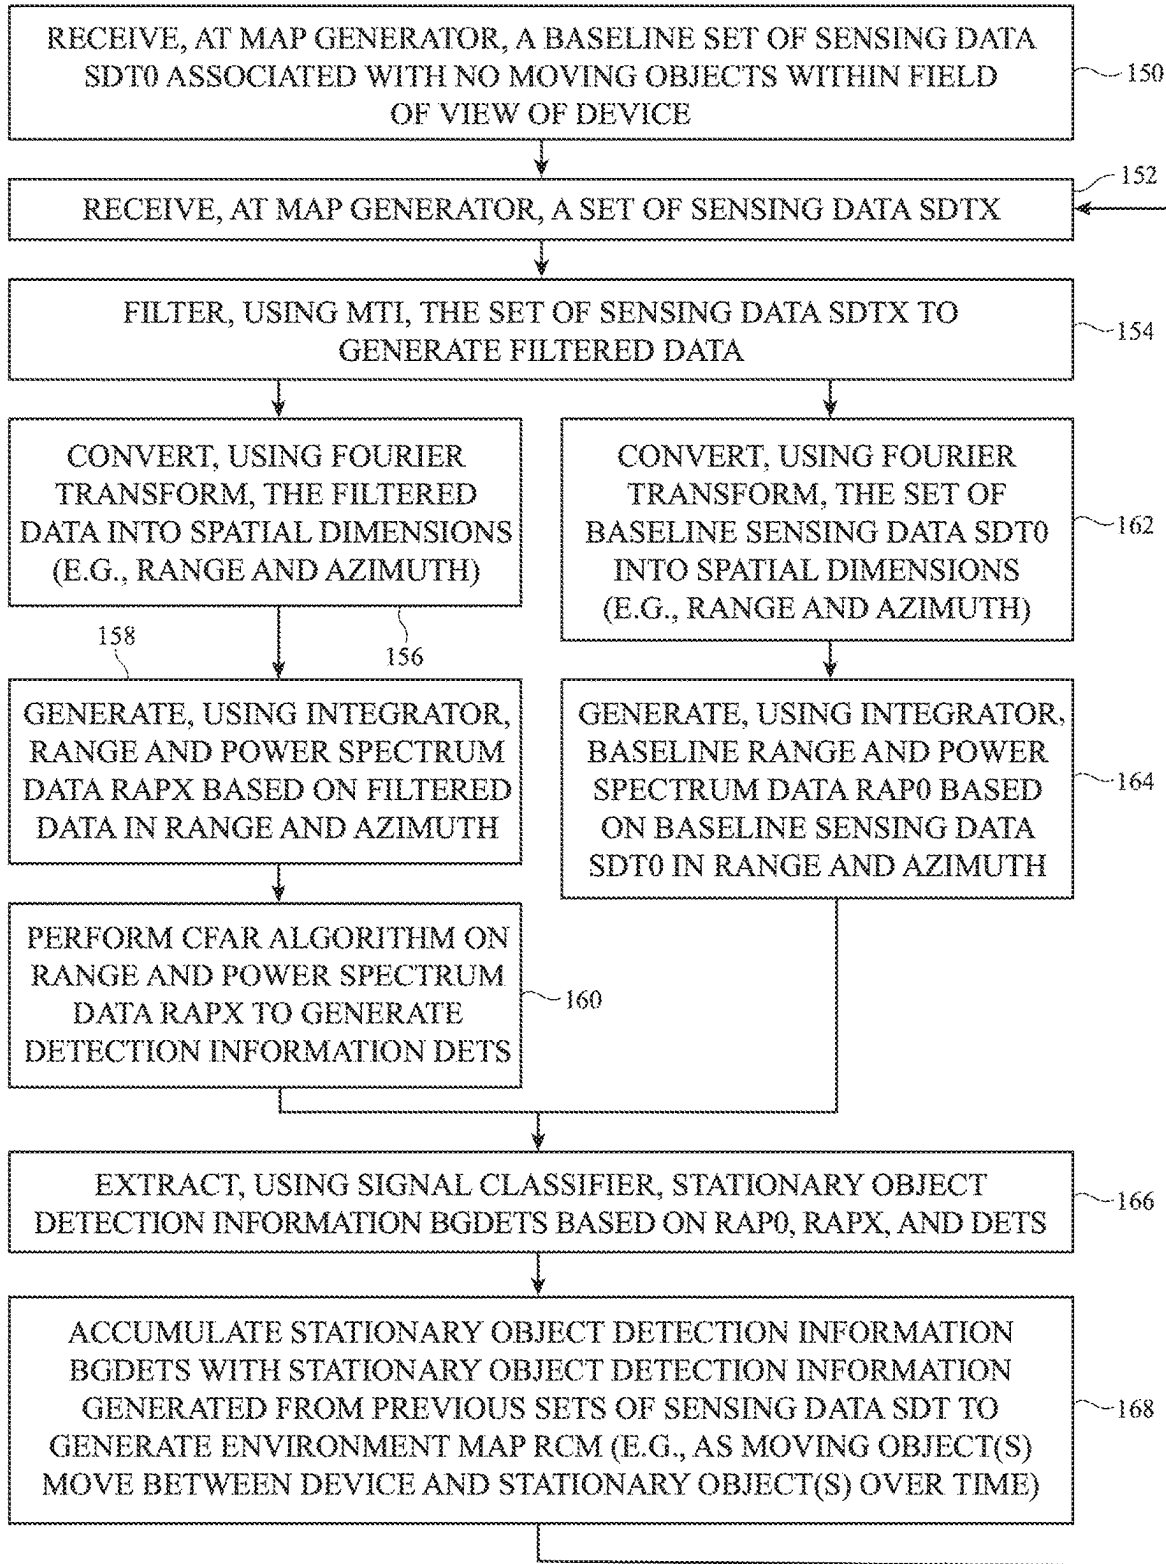 RECEIVE, AT MAP GENERATOR, A BASELINE SET OF SENSING DATA
SDT0 ASSOCIATED WITH NO MOVING OBJECTS WITHIN FIELD
OF VIEW OF DEVICE
150
152
RECEIVE, AT MAP GENERATOR, A SET OF SENSING DATA SDTX
FILTER, USING MTI, THE SET OF SENSING DATA SDTX TO
GENERATE FILTERED DATA
154
CONVERT, USING FOURIER
TRANSFORM, THE FILTERED
DATA INTO SPATIAL DIMENSIONS
(E.G., RANGE AND AZIMUTH)
156
CONVERT, USING FOURIER
TRANSFORM, THE SET OF
BASELINE SENSING DATA SDT0
INTO SPATIAL DIMENSIONS
(E.G., RANGE AND AZIMUTH)
162
158
GENERATE, USING INTEGRATOR,
RANGE AND POWER SPECTRUM
DATA RAPX BASED ON FILTERED
DATA IN RANGE AND AZIMUTH
GENERATE, USING INTEGRATOR,
BASELINE RANGE AND POWER
SPECTRUM DATA RAP0 BASED
ON BASELINE SENSING DATA
SDT0 IN RANGE AND AZIMUTH
164
PERFORM CFAR ALGORITHM ON
RANGE AND POWER SPECTRUM
DATA RAPX TO GENERATE
DETECTION INFORMATION DETS
160
EXTRACT, USING SIGNAL CLASSIFIER, STATIONARY OBJECT
DETECTION INFORMATION BGDETS BASED ON RAP0, RAPX, AND DETS
166
ACCUMULATE STATIONARY OBJECT DETECTION INFORMATION
BGDETS WITH STATIONARY OBJECT DETECTION INFORMATION
GENERATED FROM PREVIOUS SETS OF SENSING DATA SDT TO
GENERATE ENVIRONMENT MAP RCM (E.G., AS MOVING OBJECT(S)
MOVE BETWEEN DEVICE AND STATIONARY OBJECT(S) OVER TIME)
168